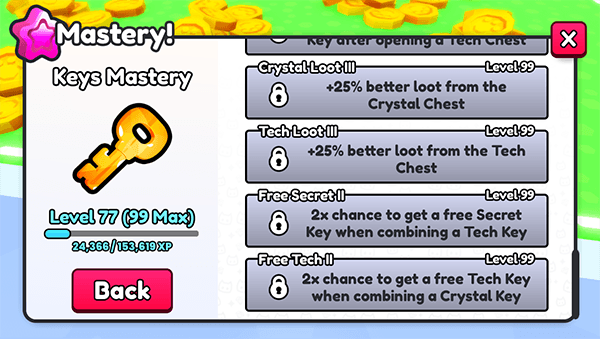 Mastery!
X
Keys Mastery
Level 77 (99 Max)
24,366/153,619 XP
Back
Key after opening a Tech Chest
Crystal Loot III
Level 99
+25% better loot from the
Crystal Chest
Tech Loot III
Level 99
+25% better loot from the Tech
Chest
Free Secret II
Level 99
2x chance to get a free Secret
Key when combining a Tech Key
Free Tech II
Level 99
2x chance to get a free Tech Key
when combining a Crystal Key